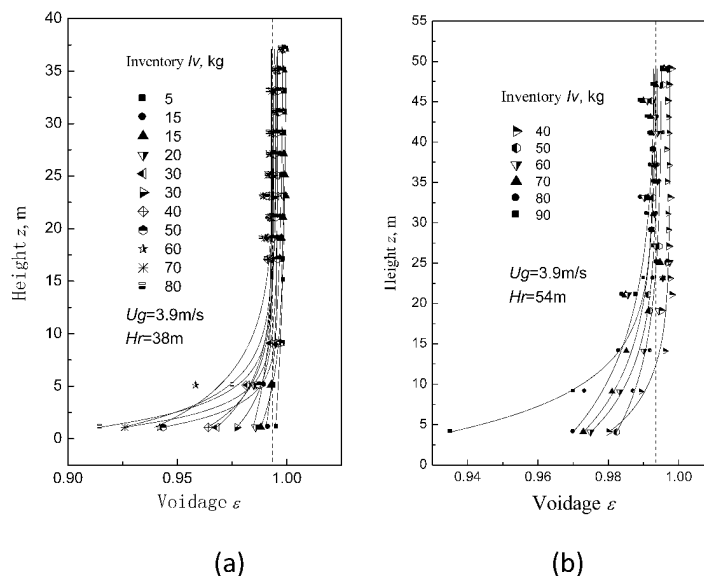 40
35
30
25
20
15
10
5
0
Height z, m
Inventory Iv, kg
5
15
15
20
30
30
40
50
60
70
80
Ug=3.9m/s
Hr=38m
0.90 0.95 1.00
Voidage ε
(a)
55
50
45
40
35
30
25
20
15
10
5
0
Height z, m
Inventory Iv, kg
40
50
60
70
80
90
Ug=3.9m/s
Hr=54m
0.94 0.96 0.98 1.00
Voidage ε
(b)